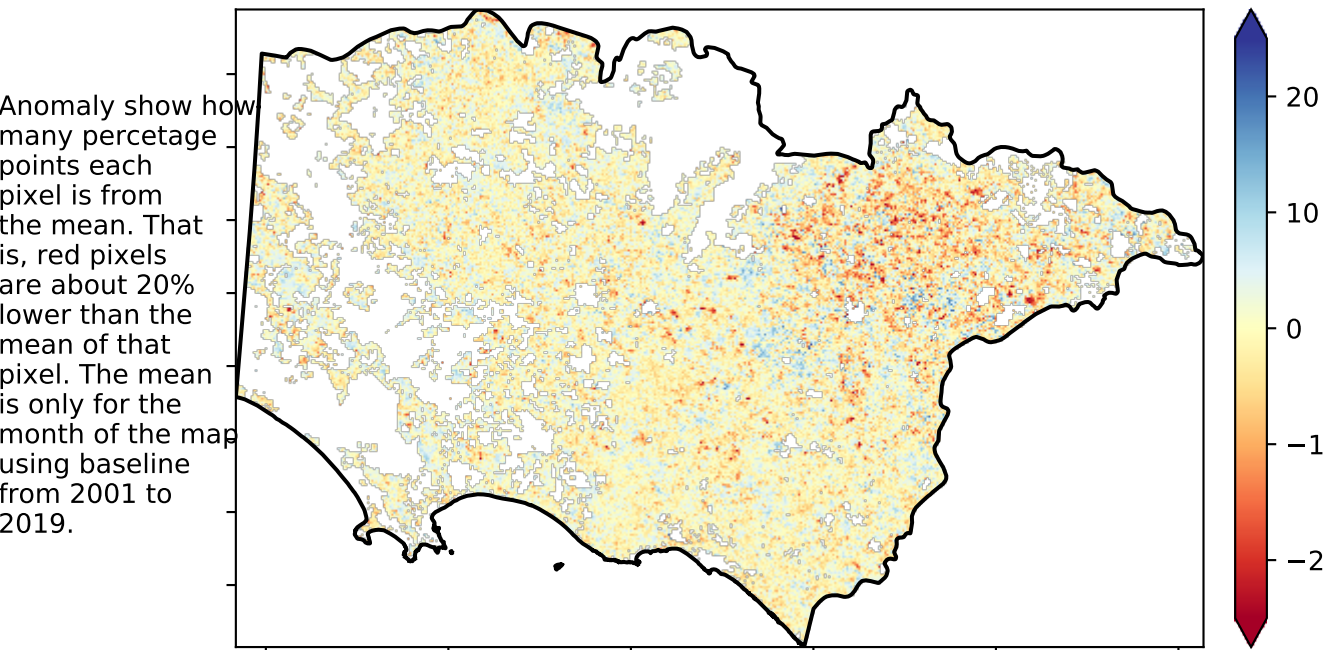 Anomaly show how
many percetage
points each
pixel is from
the mean. That
is, red pixels
are about 20%
lower than the
mean of that
pixel. The mean
is only for the
month of the map
using baseline
from 2001 to
2019.
20
10
0
−1
−2